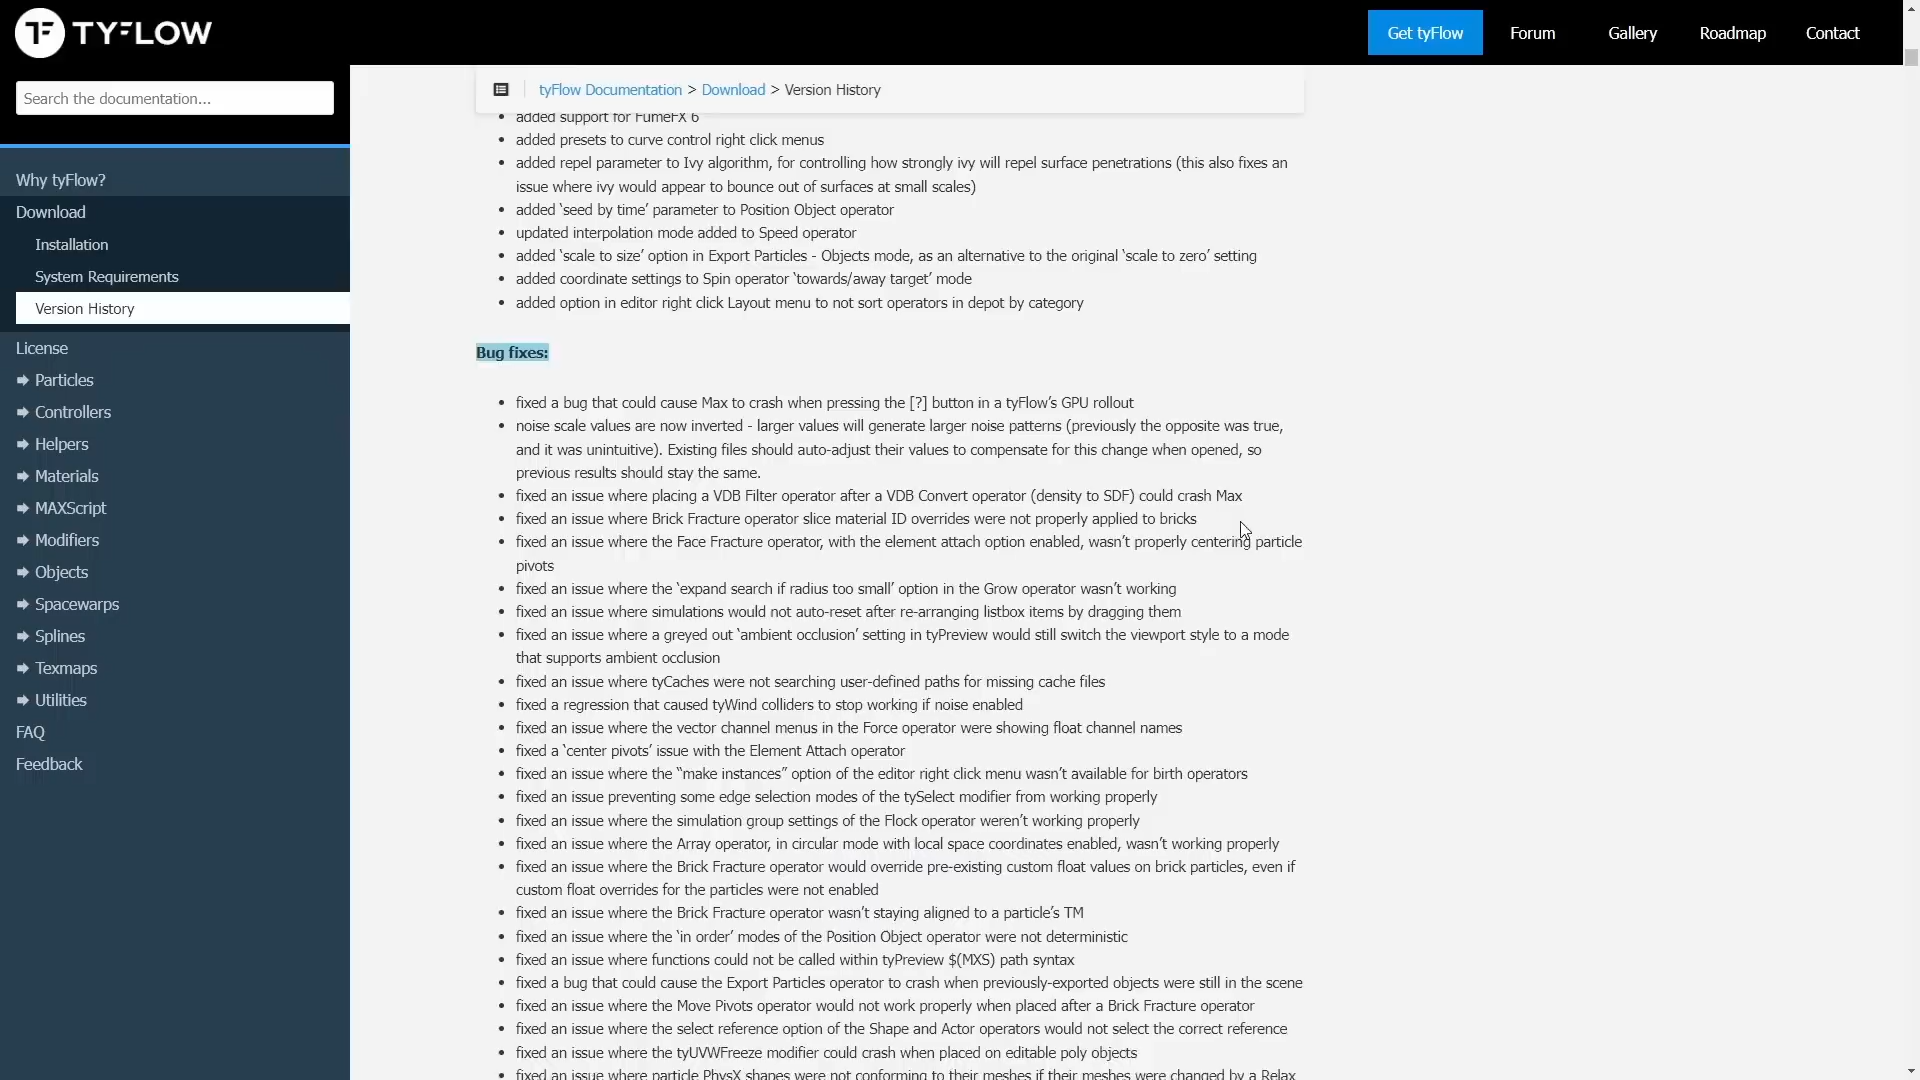 TYFLOW
Get tyFlow
Forum
Gallery
Roadmap
Contact
Search the documentation...
Why tyFlow?
Download
Installation
System Requirements
Version History
License
Particles
Controllers
Helpers
Materials
MAXScript
Modifiers
Objects
Spacewarps
Splines
Texmaps
Utilities
FAQ
Feedback
tyFlow Documentation > Download > Version History
added support for FumeFX 6
added presets to curve control right click menus
added repel parameter to Ivy algorithm, for controlling how strongly ivy will repel surface penetrations (this also fixes an
issue where ivy would appear to bounce out of surfaces at small scales)
added ‘seed by time’ parameter to Position Object operator
updated interpolation mode added to Speed operator
added ‘scale to size’ option in Export Particles - Objects mode, as an alternative to the original ‘scale to zero’ setting
added coordinate settings to Spin operator ‘towards/away target’ mode
added option in editor right click Layout menu to not sort operators in depot by category
Bug fixes:
fixed a bug that could cause Max to crash when pressing the [?] button in a tyFlow’s GPU rollout
noise scale values are now inverted - larger values will generate larger noise patterns (previously the opposite was true,
and it was unintuitive). Existing files should auto-adjust their values to compensate for this change when opened, so
previous results should stay the same.
fixed an issue where placing a VDB Filter operator after a VDB Convert operator (density to SDF) could crash Max
fixed an issue where Brick Fracture operator slice material ID overrides were not properly applied to bricks
fixed an issue where the Face Fracture operator, with the element attach option enabled, wasn’t properly centering particle
pivots
fixed an issue where the ‘expand search if radius too small’ option in the Grow operator wasn’t working
fixed an issue where simulations would not auto-reset after re-arranging listbox items by dragging them
fixed an issue where a greyed out ‘ambient occlusion’ setting in tyPreview would still switch the viewport style to a mode
that supports ambient occlusion
fixed an issue where tyCaches were not searching user-defined paths for missing cache files
fixed a regression that caused tyWind colliders to stop working if noise enabled
fixed an issue where the vector channel menus in the Force operator were showing float channel names
fixed a ‘center pivots’ issue with the Element Attach operator
fixed an issue where the “make instances” option of the editor right click menu wasn’t available for birth operators
fixed an issue preventing some edge selection modes of the tySelect modifier from working properly
fixed an issue where the simulation group settings of the Flock operator weren’t working properly
fixed an issue where the Array operator, in circular mode with local space coordinates enabled, wasn’t working properly
fixed an issue where the Brick Fracture operator would override pre-existing custom float values on brick particles, even if
custom float overrides for the particles were not enabled
fixed an issue where the Brick Fracture operator wasn’t staying aligned to a particle’s TM
fixed an issue where the ‘in order’ modes of the Position Object operator were not deterministic
fixed an issue where functions could not be called within tyPreview $(MXS) path syntax
fixed a bug that could cause the Export Particles operator to crash when previously-exported objects were still in the scene
fixed an issue where the Move Pivots operator would not work properly when placed after a Brick Fracture operator
fixed an issue where the select reference option of the Shape and Actor operators would not select the correct reference
fixed an issue where the tyUVWFreeze modifier could crash when placed on editable poly objects
fixed an issue where particle PhysX shapes were not conforming to their meshes if their meshes were changed by a Relax